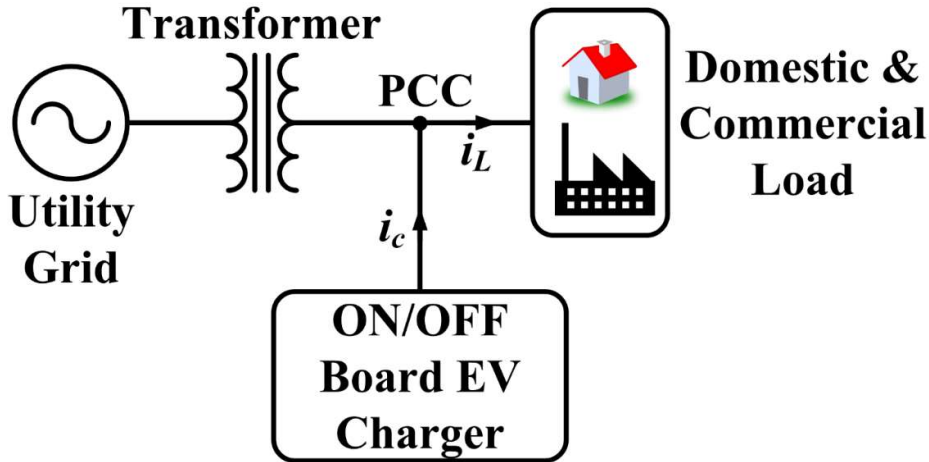 Transformer
PCC
Domestic &
Commercial
Load
i_L
Utility
Grid
i_c
ON/OFF
Board EV
Charger